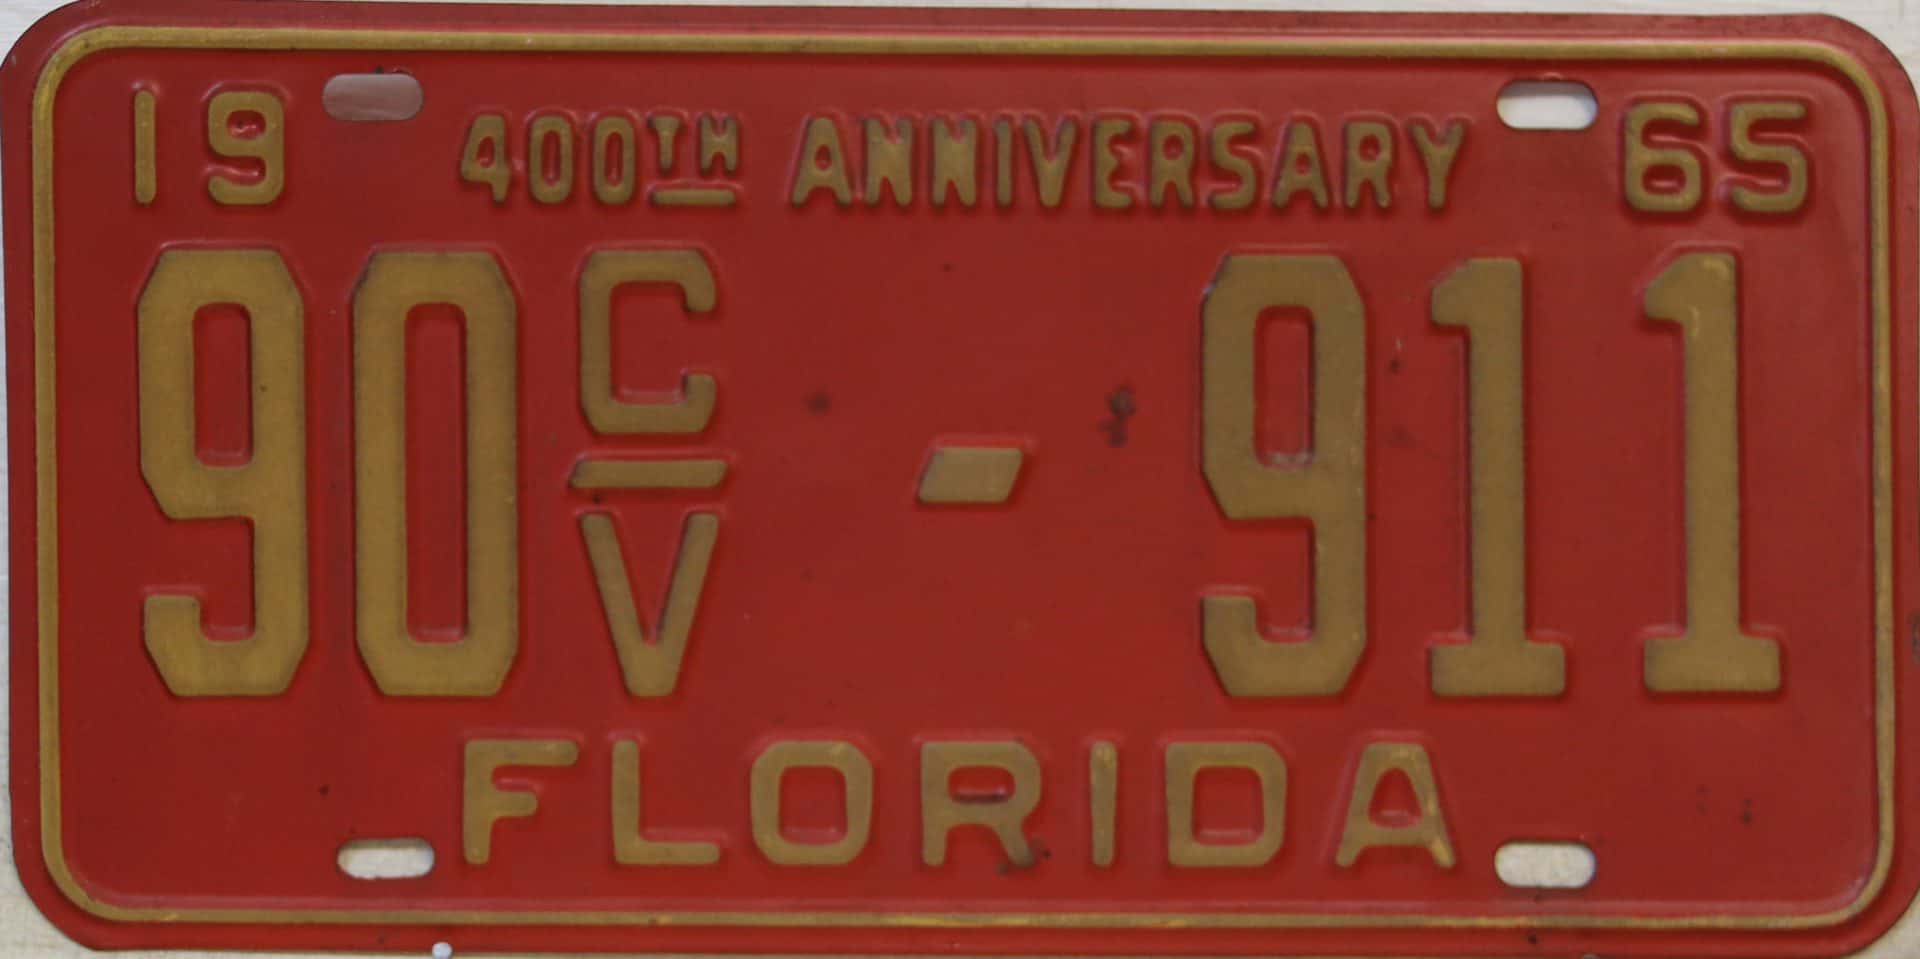 19 400TH ANNIVERSARY 65
90 C/V - 911
FLORIDA